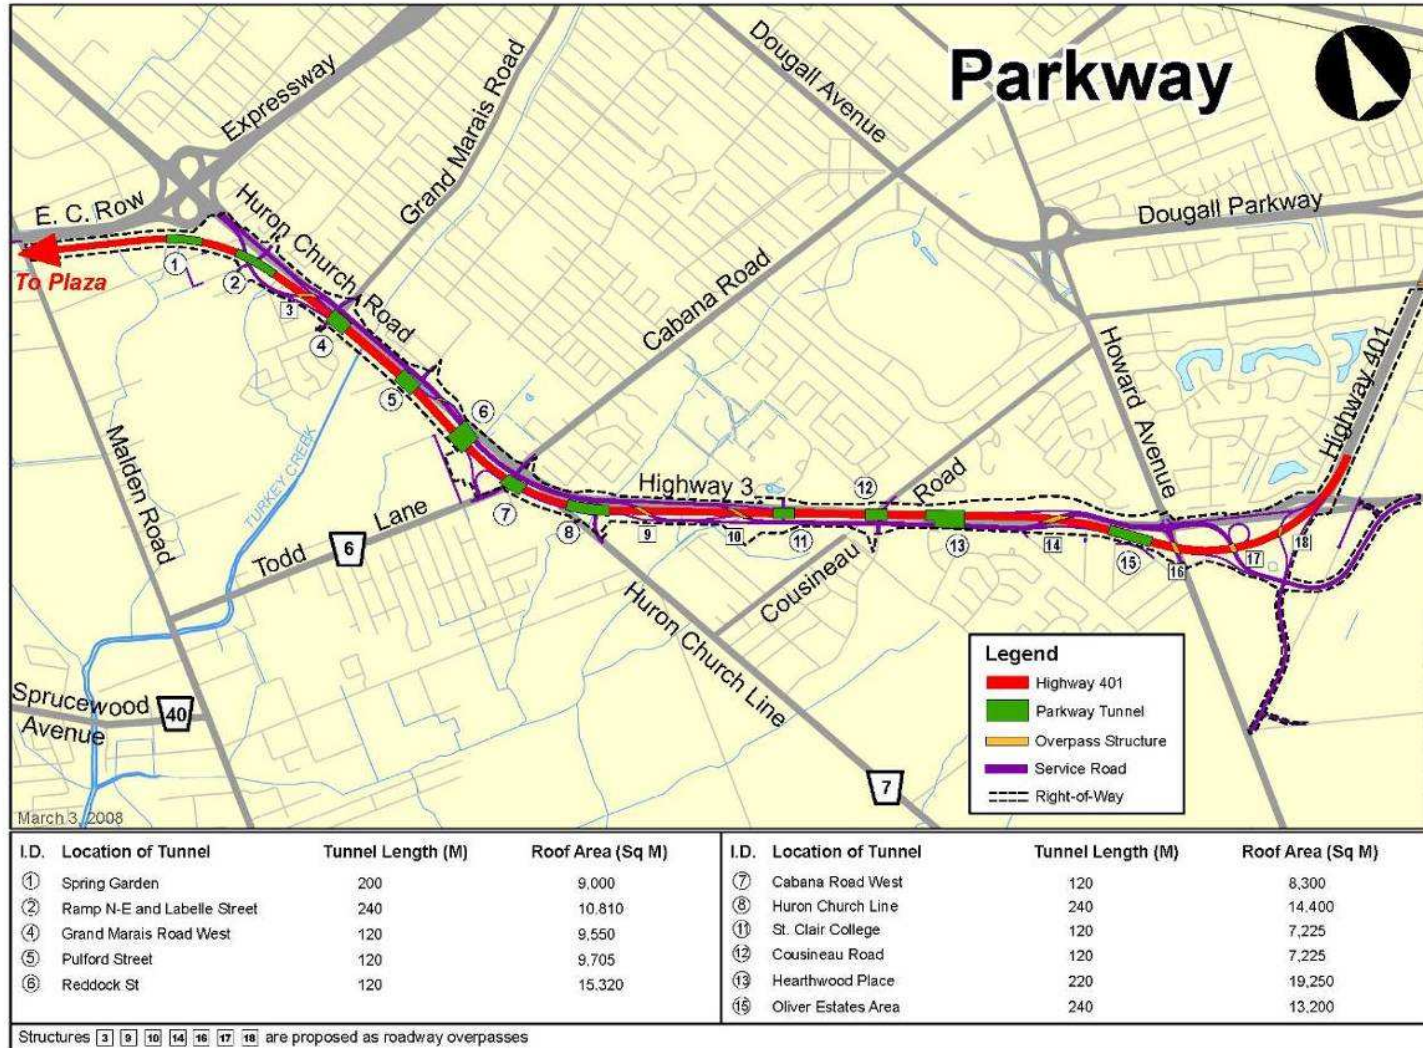 Parkway
Expressway
Grand Marais Road
Dougall Avenue
Dougall Parkway
E. C. Row
Huron Church Road
To Plaza
Cabana Road
Howard Avenue
Highway 401
Malden Road
TURKEY CREEK
Highway 3
Todd Lane
6
Cousineau Road
Huron Church Line
7
Sprucewood
Avenue
40
1
2
3
4
5
6
7
8
9
10
11
12
13
14
15
16
17
18
Legend
Highway 401
Parkway Tunnel
Overpass Structure
Service Road
Right-of-Way
March 3, 2008
I.D. Location of Tunnel Tunnel Length (M) Roof Area (Sq M)
1 Spring Garden 200 9,000
2 Ramp N-E and Labelle Street 240 10,810
4 Grand Marais Road West 120 9,550
5 Pulford Street 120 9,705
6 Reddock St 120 15,320
I.D. Location of Tunnel Tunnel Length (M) Roof Area (Sq M)
7 Cabana Road West 120 8,300
8 Huron Church Line 240 14,400
11 St. Clair College 120 7,225
12 Cousineau Road 120 7,225
13 Hearthwood Place 220 19,250
15 Oliver Estates Area 240 13,200
Structures 3 9 10 14 16 17 18 are proposed as roadway overpasses